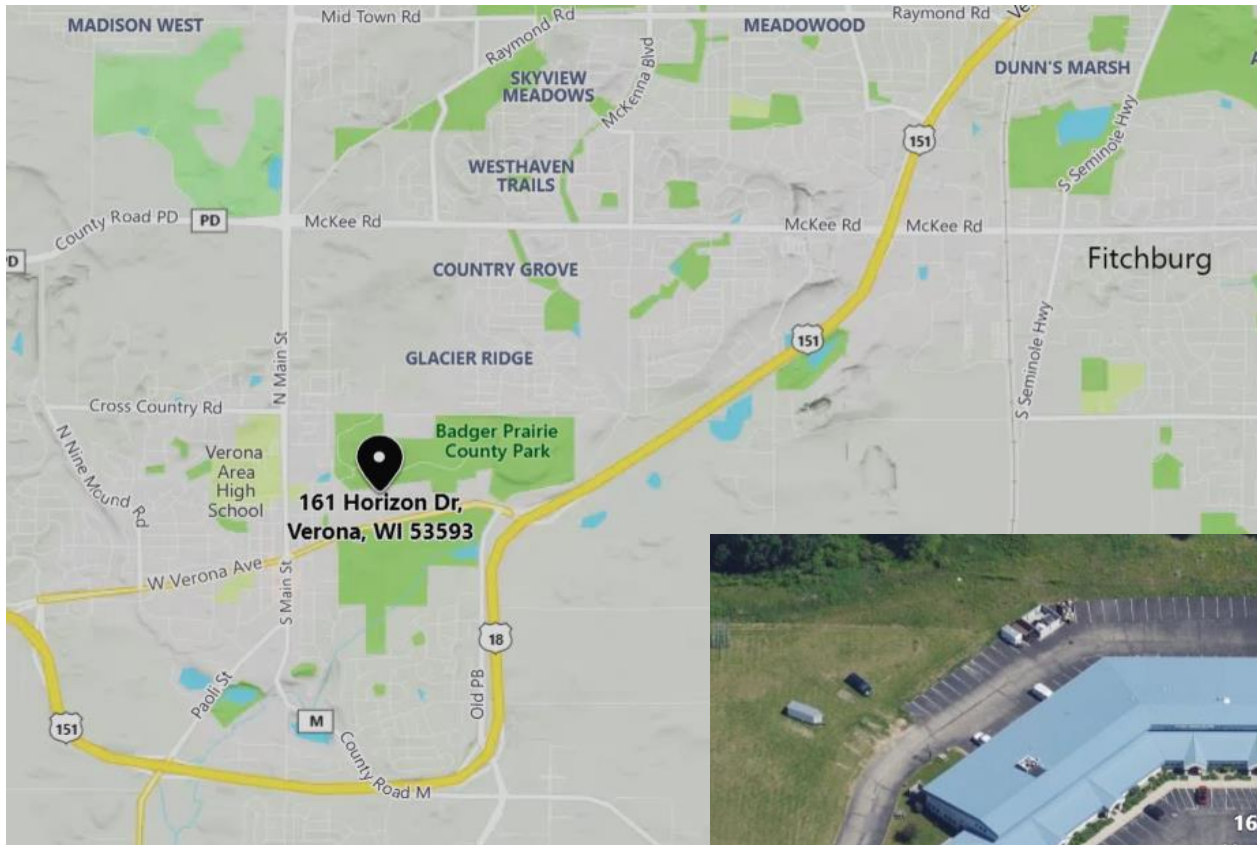 MADISON WEST
Mid Town Rd
Raymond Rd
MEADOWOOD
Raymond Rd
SKYVIEW
MEADOWS
McKenna Blvd
DUNN'S MARSH
151
S Seminole Hwy
WESTHAVEN
TRAILS
County Road PD
PD
McKee Rd
McKee Rd
McKee Rd
PD
COUNTRY GROVE
Fitchburg
N Main St
151
S Seminole Hwy
GLACIER RIDGE
Cross Country Rd
N Nine Mound Rd
Verona
Area
High
School
Badger Prairie
County Park
161 Horizon Dr,
Verona, WI 53593
W Verona Ave
S Main St
18
Old PB
Paoli St
151
M
County Road M
16